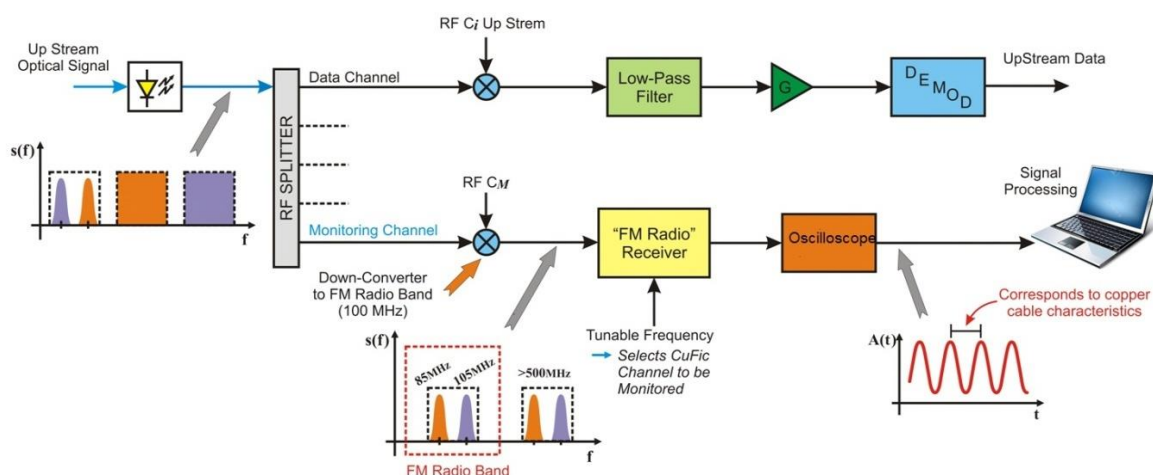 RF Ci Up Strem
Up Stream
Optical Signal
Data Channel
Low-Pass
Filter
G
DEMOD
UpStream Data
RF SPLITTER
s(f)
f
RF CM
Monitoring Channel
"FM Radio"
Receiver
Oscilloscope
Signal
Processing
Down-Converter
to FM Radio Band
(100 MHz)
Tunable Frequency
Selects CuFic
Channel to be
Monitored
Corresponds to copper
cable characteristics
s(f)
85MHz
105MHz
>500MHz
f
FM Radio Band
A(t)
t